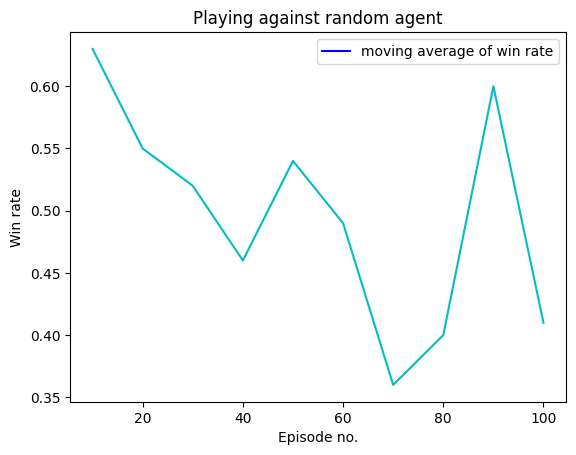 Playing against random agent
moving average of win rate
Win rate
0.60
0.55
0.50
0.45
0.40
0.35
20 40 60 80 100
Episode no.